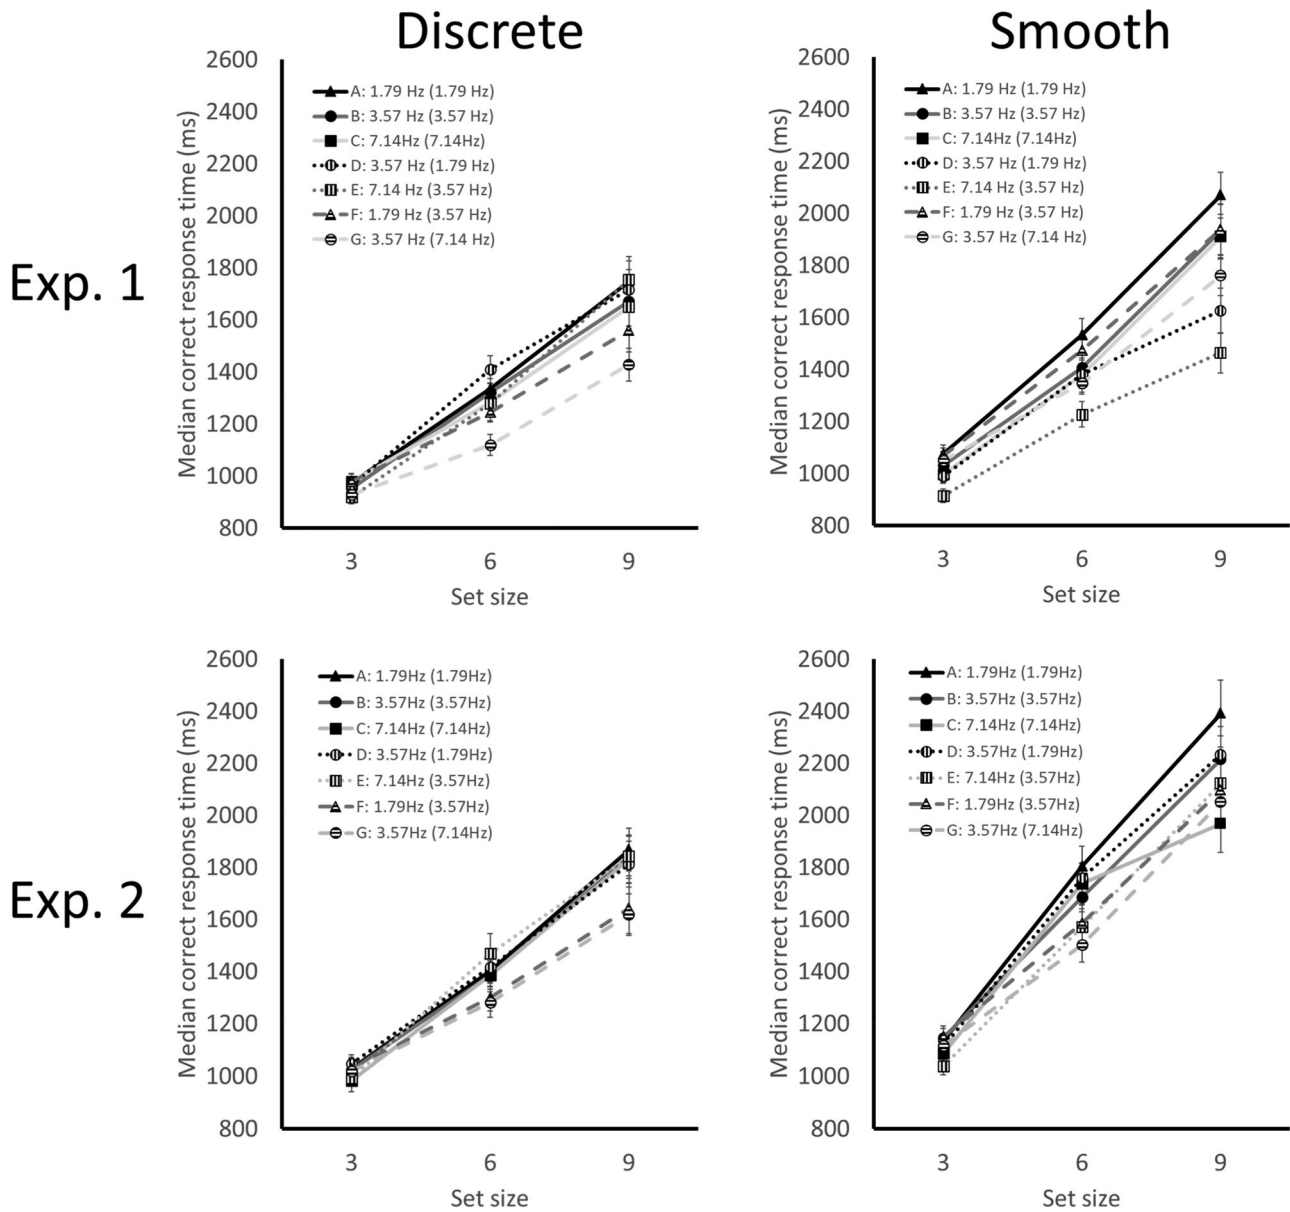 Discrete
Smooth
Exp. 1
Median correct response time (ms)
2600
2400
2200
2000
1800
1600
1400
1200
1000
800
A: 1.79 Hz (1.79 Hz)
B: 3.57 Hz (3.57 Hz)
C: 7.14Hz (7.14Hz)
D: 3.57 Hz (1.79 Hz)
E: 7.14 Hz (3.57 Hz)
F: 1.79 Hz (3.57 Hz)
G: 3.57 Hz (7.14 Hz)
3 6 9
Set size
Median correct response time (ms)
2600
2400
2200
2000
1800
1600
1400
1200
1000
800
A: 1.79 Hz (1.79 Hz)
B: 3.57 Hz (3.57 Hz)
C: 7.14Hz (7.14Hz)
D: 3.57 Hz (1.79 Hz)
E: 7.14 Hz (3.57 Hz)
F: 1.79 Hz (3.57 Hz)
G: 3.57 Hz (7.14 Hz)
3 6 9
Set size
Exp. 2
Median correct response time (ms)
2600
2400
2200
2000
1800
1600
1400
1200
1000
800
A: 1.79Hz (1.79Hz)
B: 3.57Hz (3.57Hz)
C: 7.14Hz (7.14Hz)
D: 3.57Hz (1.79Hz)
E: 7.14Hz (3.57Hz)
F: 1.79Hz (3.57Hz)
G: 3.57Hz (7.14Hz)
3 6 9
Set size
Median correct response time (ms)
2600
2400
2200
2000
1800
1600
1400
1200
1000
800
A: 1.79Hz (1.79Hz)
B: 3.57Hz (3.57Hz)
C: 7.14Hz (7.14Hz)
D: 3.57Hz (1.79Hz)
E: 7.14Hz (3.57Hz)
F: 1.79Hz (3.57Hz)
G: 3.57Hz (7.14Hz)
3 6 9
Set size